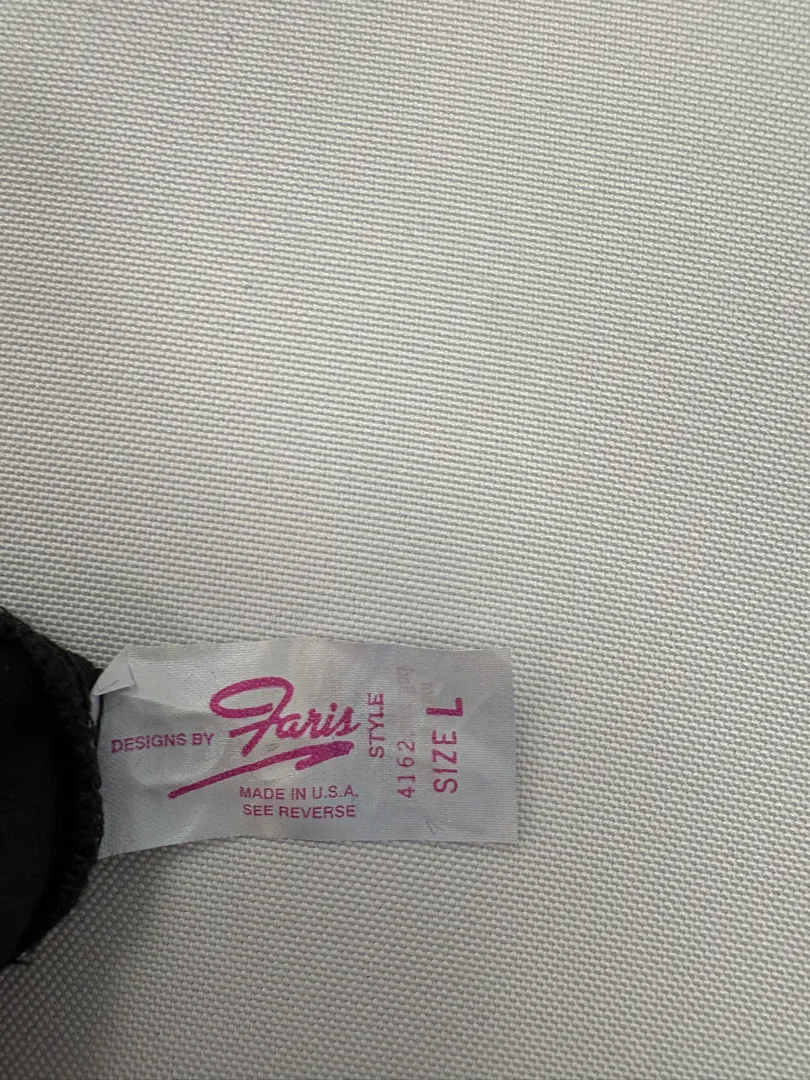 DESIGNS BY
Faris
MADE IN U.S.A.
SEE REVERSE
STYLE
4162
SIZE L